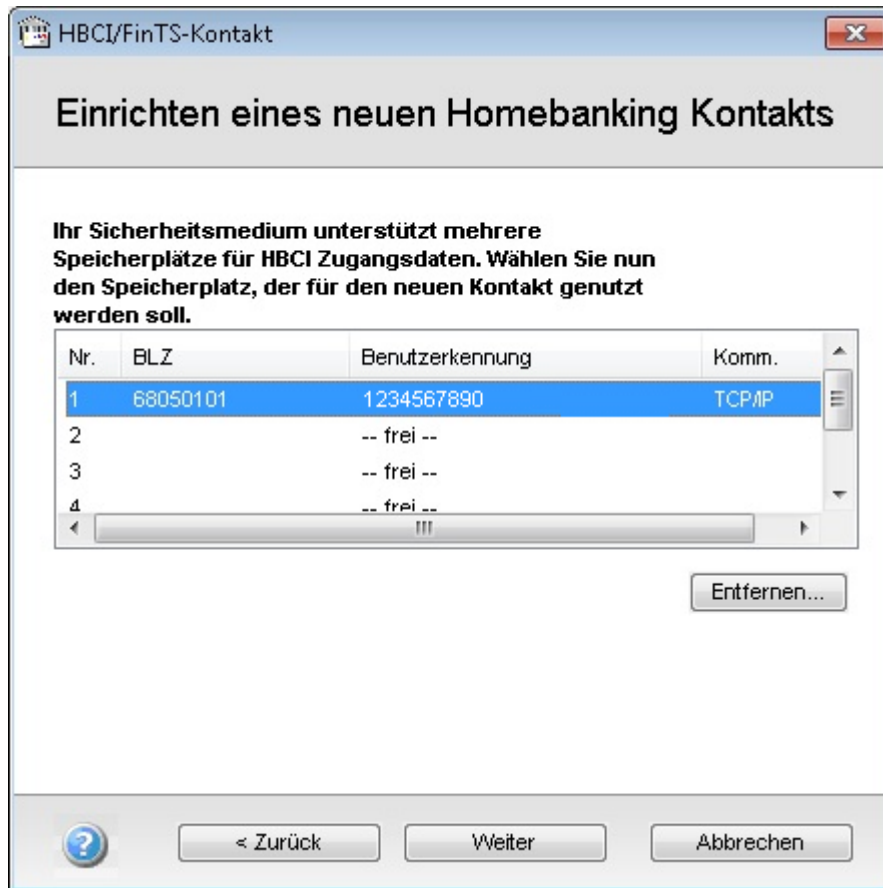 HBCI/FinTS-Kontakt
Einrichten eines neuen Homebanking Kontakts
Ihr Sicherheitsmedium unterstützt mehrere
Speicherplätze für HBCI Zugangsdaten. Wählen Sie nun
den Speicherplatz, der für den neuen Kontakt genutzt
werden soll.
Nr. BLZ Benutzerkennung Komm.
1 68050101 1234567890 TCP/IP
2 -- frei --
3 -- frei --
4 -- frei --
Entfernen...
< Zurück Weiter Abbrechen